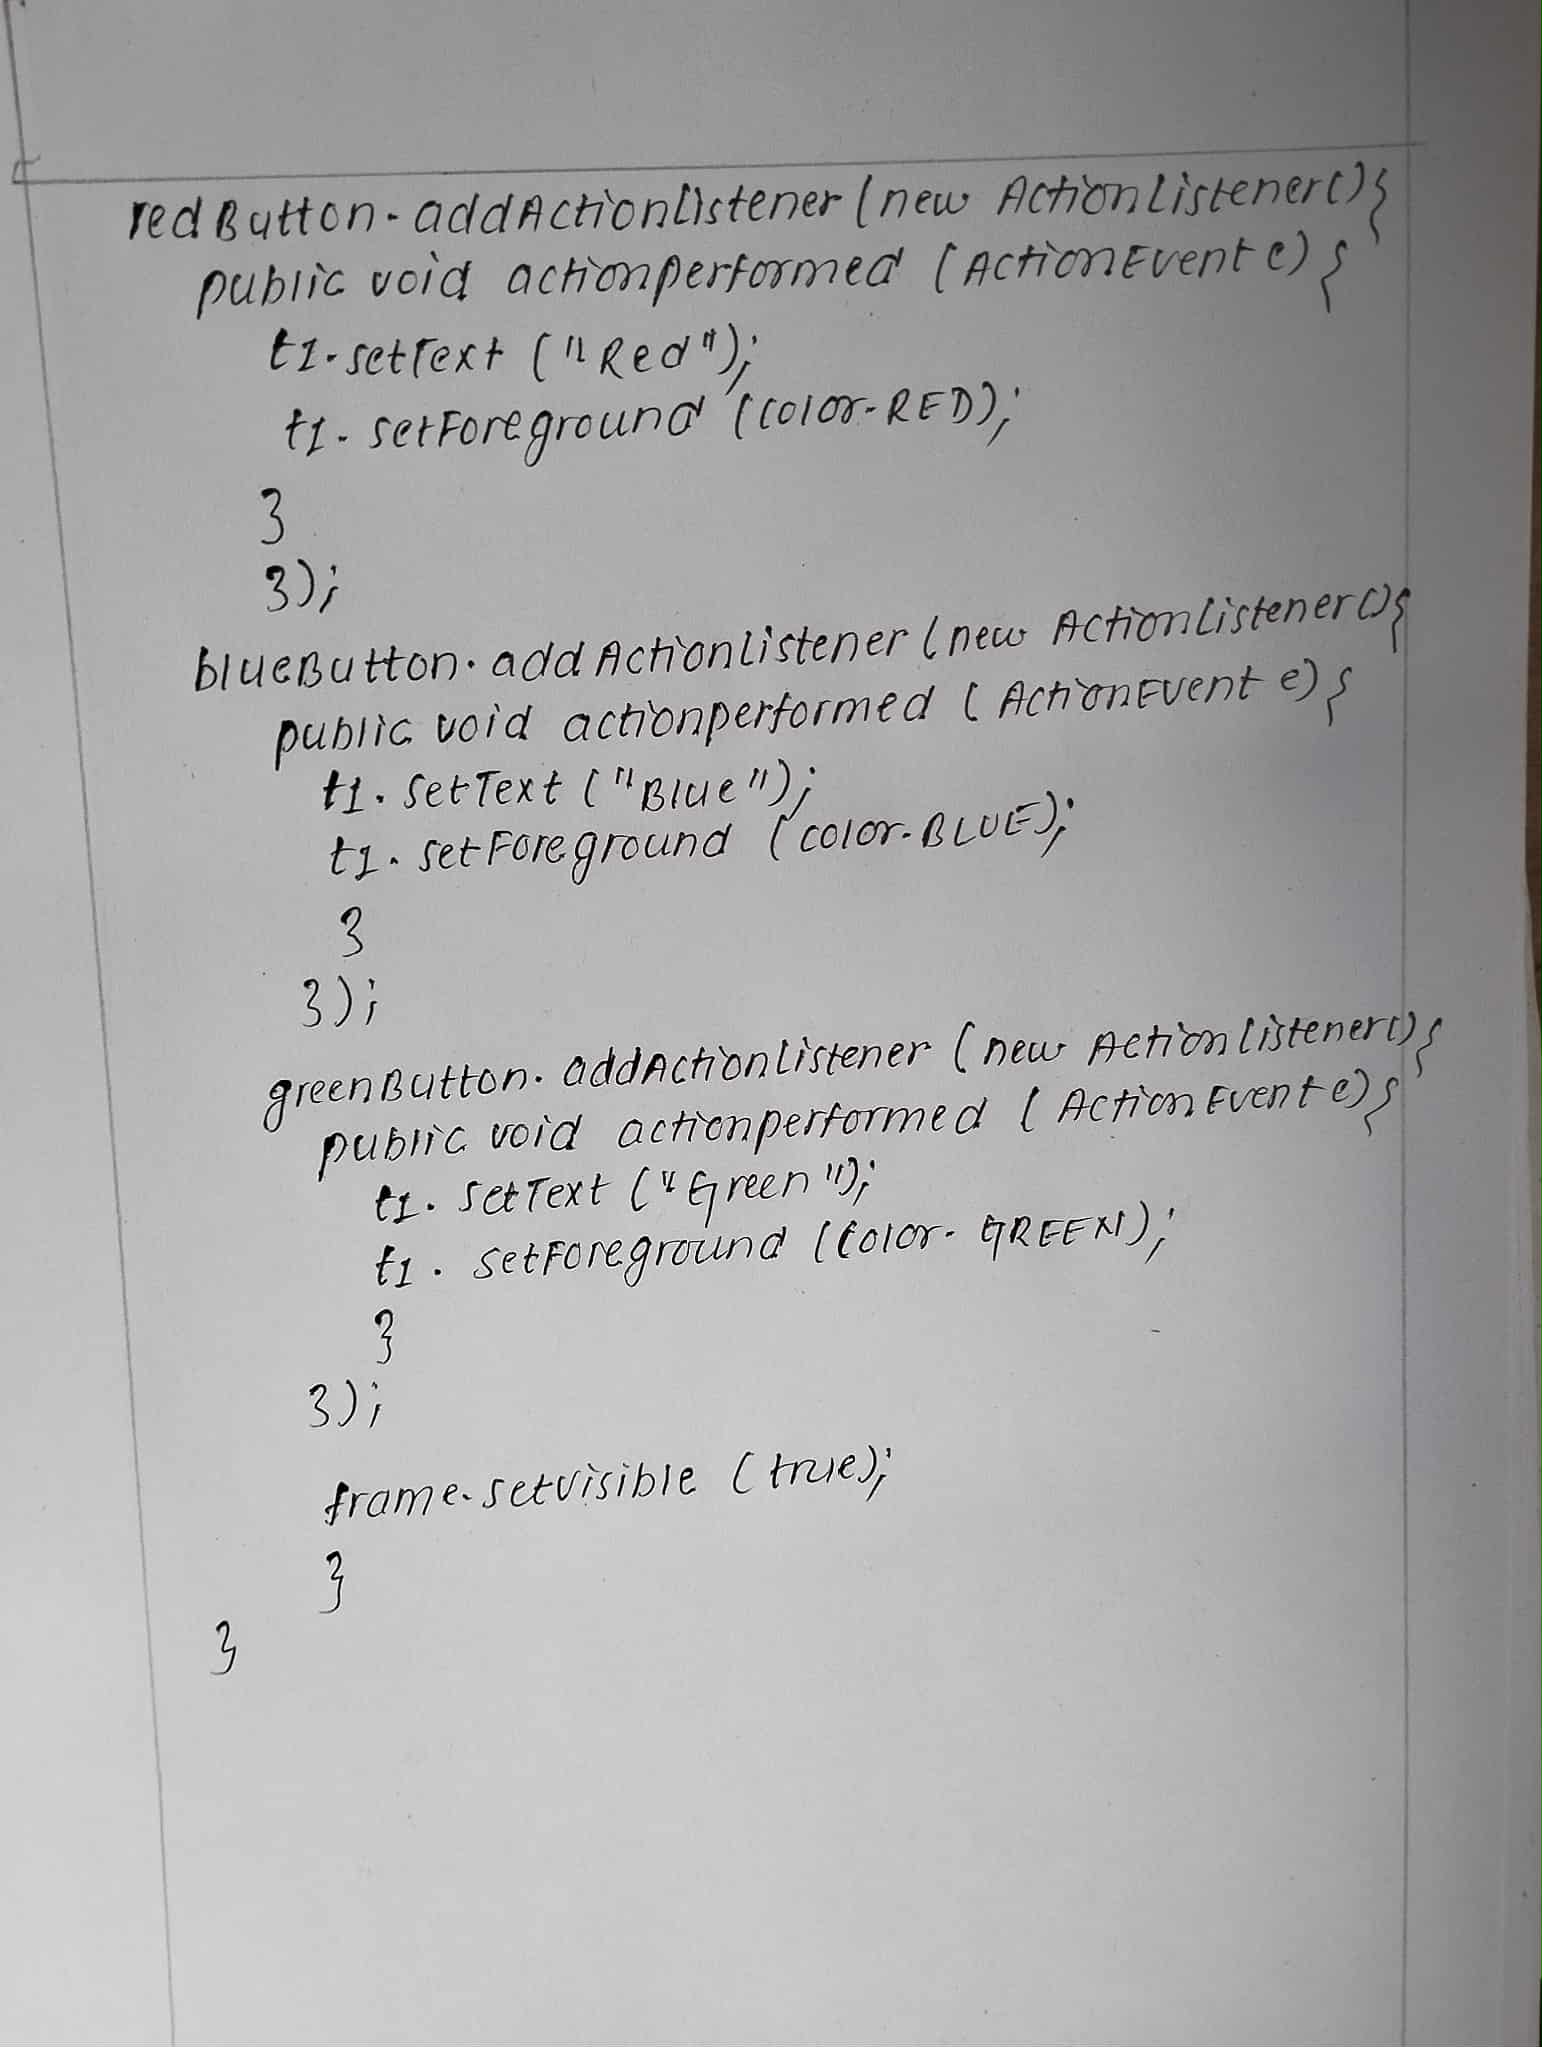 redButton.addActionListener(new ActionListener(){
public void actionperformed (ActionEvent e) {
t1.setText ("Red");
t1.setForeground (Color.RED);
}
});
blueButton.addActionListener (new ActionListener(){
public void actionperformed (ActionEvent e) {
t1.setText ("Blue");
t1.setForeground (color.BLUE);
}
});
greenButton.addActionListener (new ActionListener(){
public void actionperformed (ActionEvent e){
t1.setText ("Green");
t1.setForeground (Color.GREEN);
}
});
frame.setVisible (true);
}
}